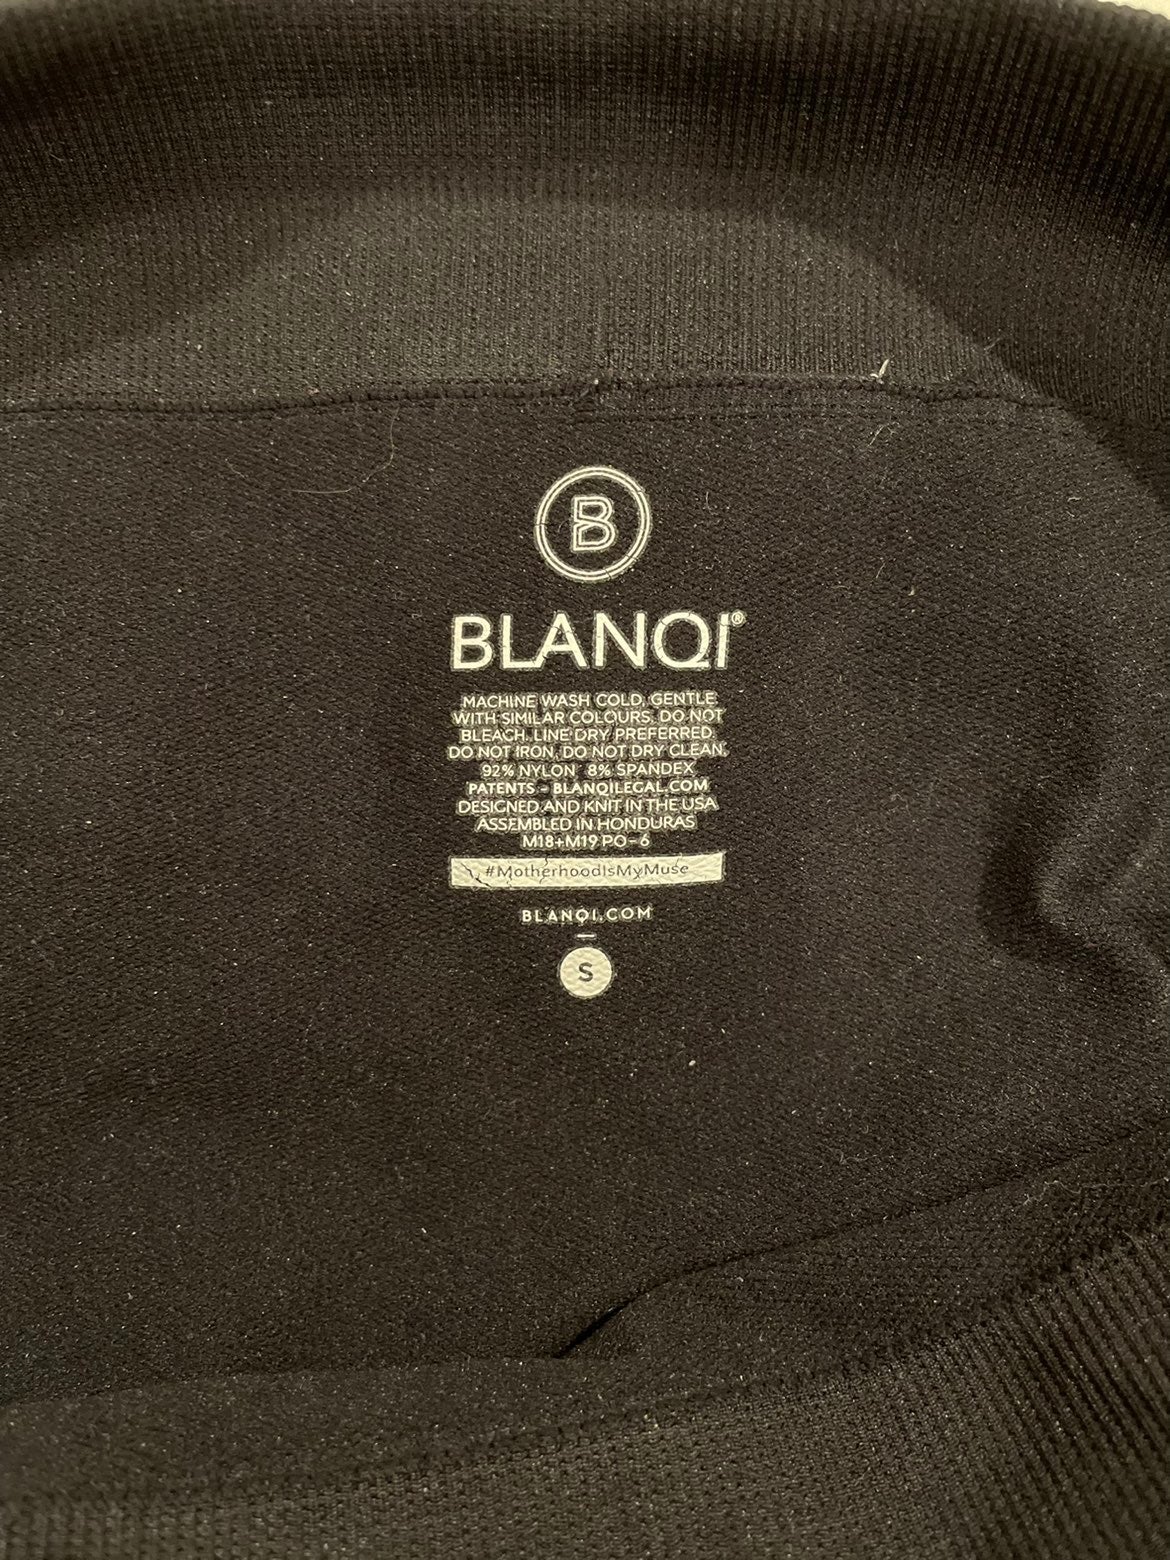 B
BLANQI®
MACHINE WASH COLD, GENTLE
WITH SIMILAR COLOURS. DO NOT
BLEACH. LINE DRY PREFERRED.
DO NOT IRON. DO NOT DRY CLEAN.
92% NYLON 8% SPANDEX
PATENTS - BLANQILEGAL.COM
DESIGNED AND KNIT IN THE USA
ASSEMBLED IN HONDURAS
M18+M19 PO-6
#MotherhoodIsMyMuse
BLANQI.COM
S